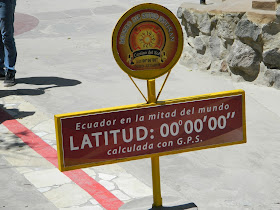 Ecuador en la mitad del mundo
LATITUD: 00°00'00"
calculada con G.P.S.